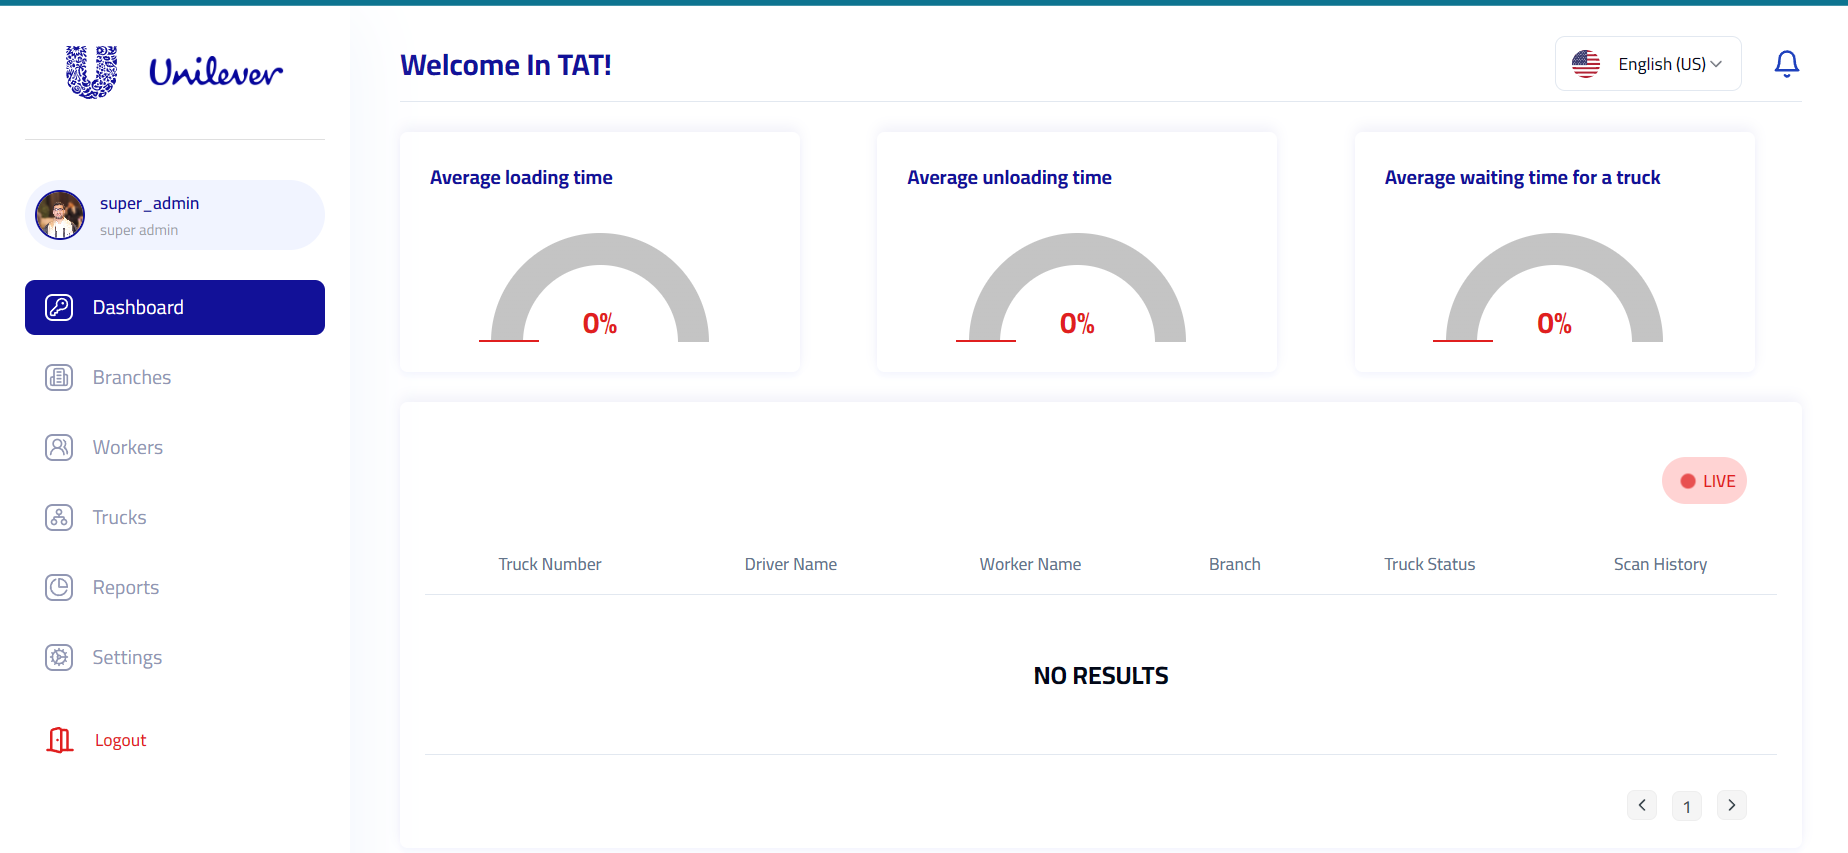 Unilever
super_admin
super admin
Dashboard
Branches
Workers
Trucks
Reports
Settings
Logout
Welcome In TAT!
English (US)
Average loading time
0%
Average unloading time
0%
Average waiting time for a truck
0%
LIVE
Truck Number Driver Name Worker Name Branch Truck Status Scan History
NO RESULTS
1